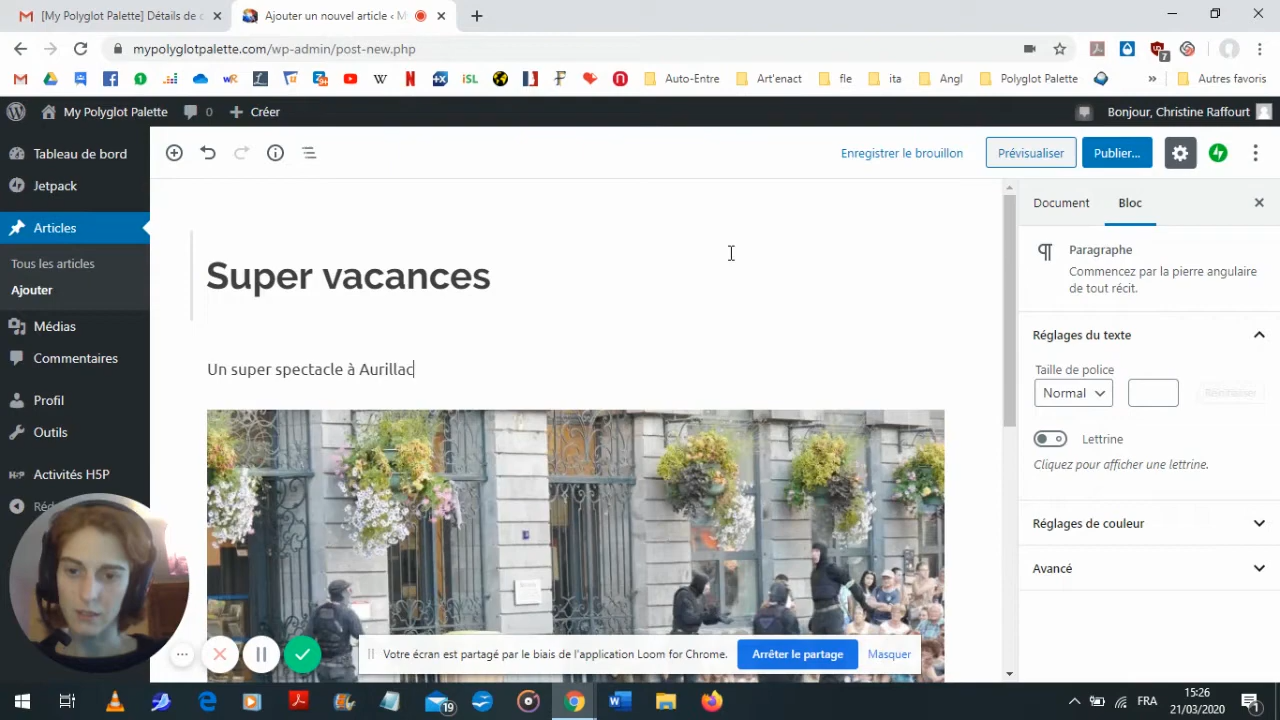 [My Polyglot Palette] Détails de c
Ajouter un nouvel article ‹ M
mypolyglotpalette.com/wp-admin/post-new.php
7
Auto-Entre
Art'enact
fle
ita
Angl
Polyglot Palette
Autres favoris
My Polyglot Palette
0
Créer
Bonjour, Christine Raffourt
Tableau de bord
Jetpack
Articles
Tous les articles
Ajouter
Médias
Commentaires
Profil
Outils
Activités H5P
Réd
Enregistrer le brouillon
Prévisualiser
Publier...
Super vacances
Un super spectacle à Aurillac
Document
Bloc
Paragraphe
Commencez par la pierre angulaire
de tout récit.
Réglages du texte
Taille de police
Normal
Réinitialiser
Lettrine
Cliquez pour afficher une lettrine.
Réglages de couleur
Avancé
Votre écran est partagé par le biais de l'application Loom for Chrome.
Arrêter le partage
Masquer
19
FRA
15:26
21/03/2020
1